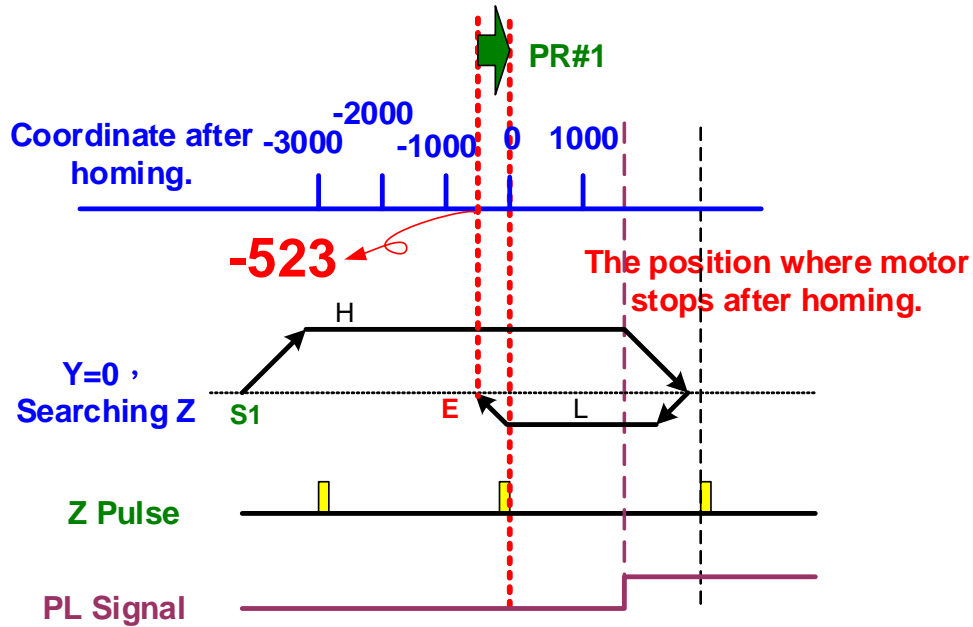 PR#1
Coordinate after
homing.
-3000
-2000
-1000
0
1000
-523
The position where motor
stops after homing.
H
Y=0，
Searching Z
S1
E
L
Z Pulse
PL Signal